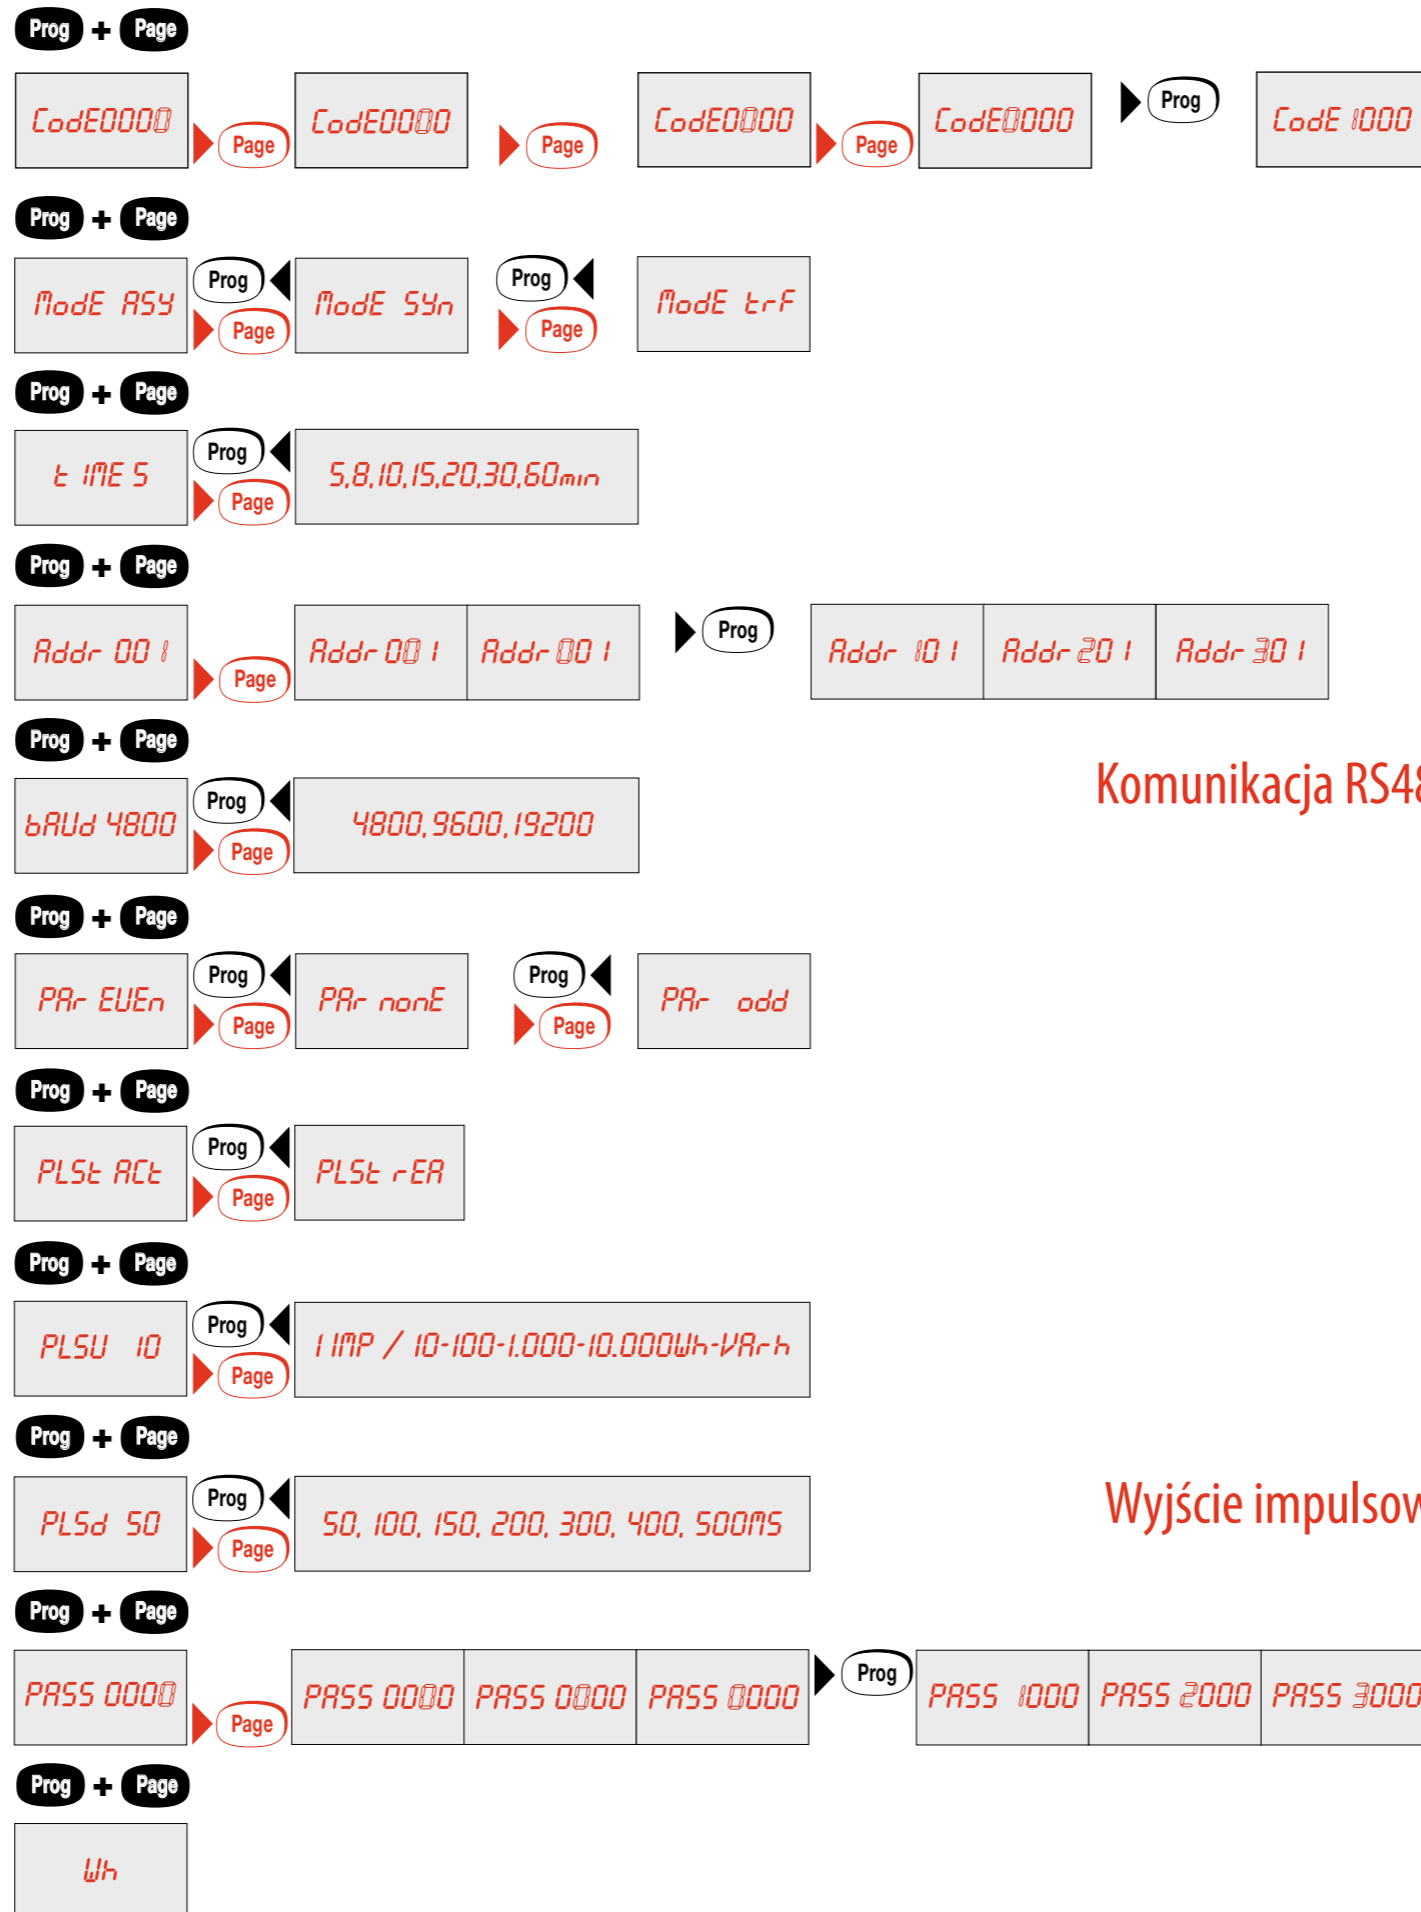 Prog + Page
CodE0000 Page CodE0000 Page CodE0000 Page CodE0000 Prog CodE 1000
Prog + Page
ModE ASY Prog Page ModE SYn Prog Page ModE trF
Prog + Page
t IME 5 Prog Page 5,8,10,15,20,30,60min
Prog + Page
Addr 001 Page Addr 001 Addr 001 Prog Addr 101 Addr 201 Addr 301
Prog + Page
bAUd 4800 Prog Page 4800, 9600, 19200
Komunikacja RS48
Prog + Page
PAr EVEn Prog Page PAr nonE Prog Page PAr odd
Prog + Page
PLSt ACt Prog Page PLSt rEA
Prog + Page
PLSU 10 Prog Page 1 IMP / 10-100-1.000-10.000Wh-VArh
Prog + Page
PLSd 50 Prog Page 50, 100, 150, 200, 300, 400, 500MS
Wyjście impulsow
Prog + Page
PASS 0000 Page PASS 0000 PASS 0000 PASS 0000 Prog PASS 1000 PASS 2000 PASS 3000
Prog + Page
Wh